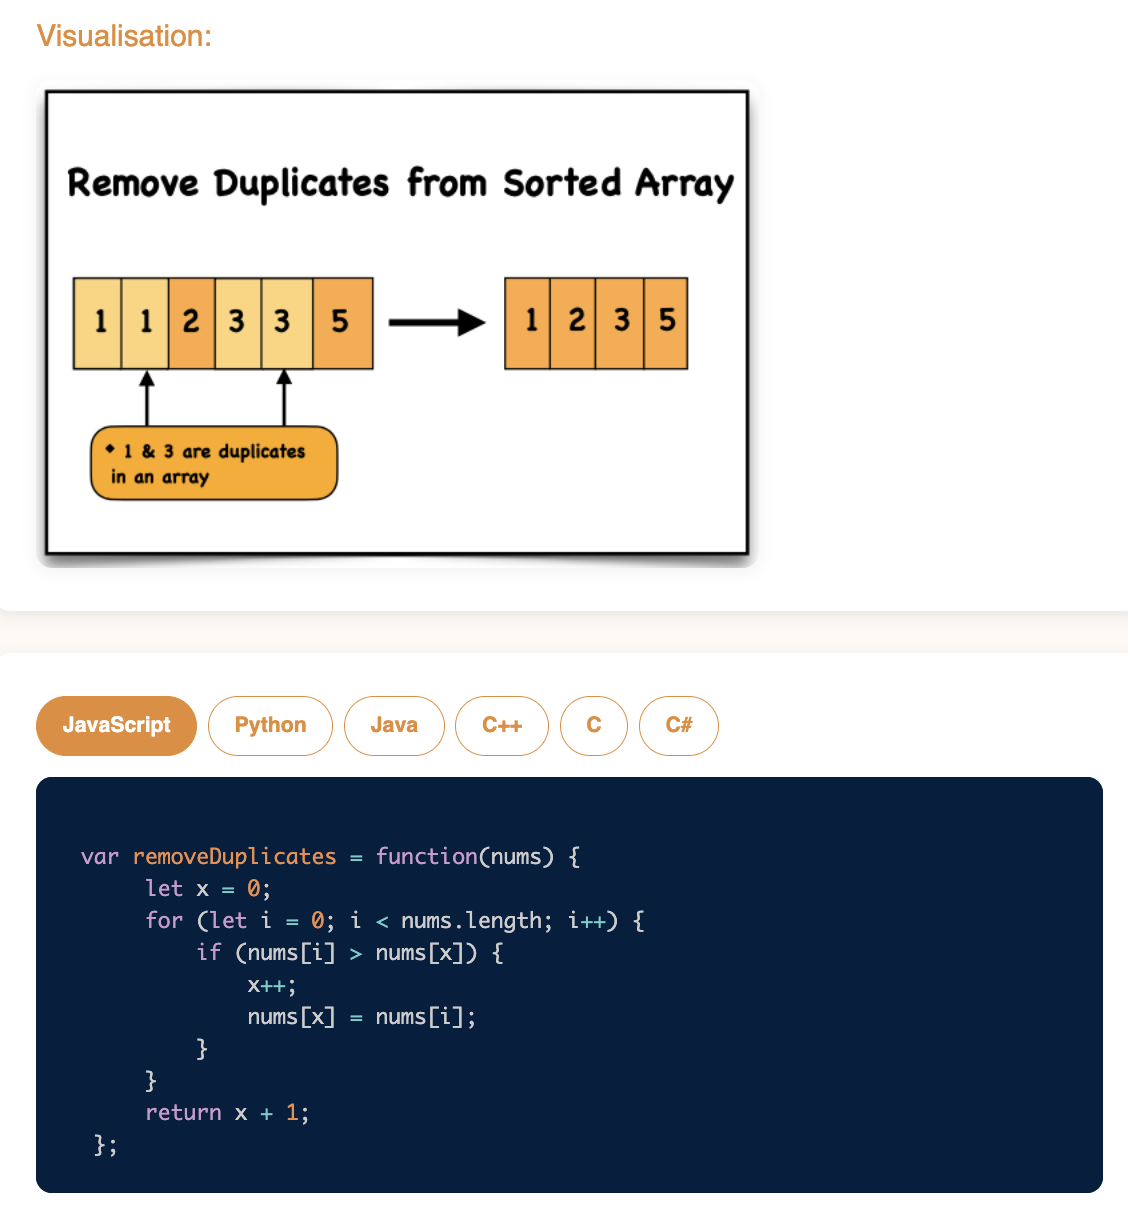 Visualisation:
Remove Duplicates from Sorted Array
1 1 2 3 3 5 1 2 3 5
◆ 1 & 3 are duplicates
in an array
JavaScript Python Java C++ C C#
var removeDuplicates = function(nums) {
     let x = 0;
     for (let i = 0; i < nums.length; i++) {
         if (nums[i] > nums[x]) {
             x++;
             nums[x] = nums[i];
         }
     }
     return x + 1;
 };